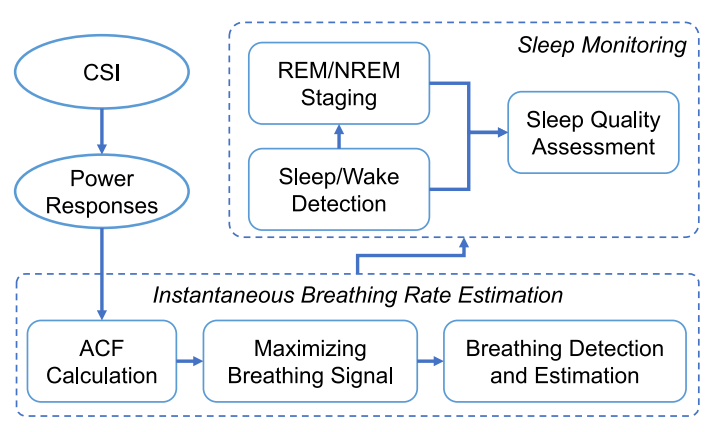 CSI
Power
Responses
Sleep Monitoring
REM/NREM
Staging
Sleep/Wake
Detection
Sleep Quality
Assessment
Instantaneous Breathing Rate Estimation
ACF
Calculation
Maximizing
Breathing Signal
Breathing Detection
and Estimation